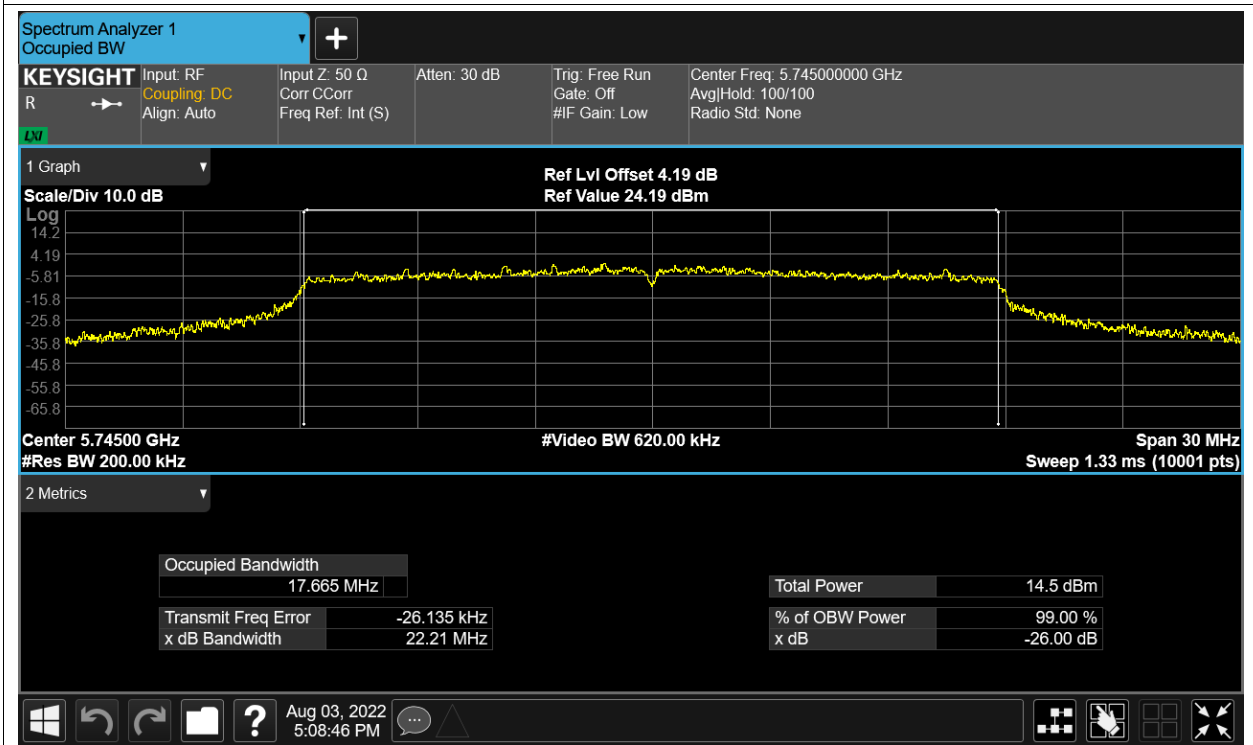 Spectrum Analyzer 1
Occupied BW
KEYSIGHT
R
LXI
Input: RF
Coupling: DC
Align: Auto
Input Z: 50 Ω
Corr CCorr
Freq Ref: Int (S)
Atten: 30 dB
Trig: Free Run
Gate: Off
#IF Gain: Low
Center Freq: 5.745000000 GHz
Avg|Hold: 100/100
Radio Std: None
1 Graph
Scale/Div 10.0 dB
Ref Lvl Offset 4.19 dB
Ref Value 24.19 dBm
Log
14.2
4.19
-5.81
-15.8
-25.8
-35.8
-45.8
-55.8
-65.8
Center 5.74500 GHz
#Res BW 200.00 kHz
#Video BW 620.00 kHz
Span 30 MHz
Sweep 1.33 ms (10001 pts)
2 Metrics
Occupied Bandwidth
17.665 MHz
Transmit Freq Error -26.135 kHz
x dB Bandwidth 22.21 MHz
Total Power 14.5 dBm
% of OBW Power 99.00 %
x dB -26.00 dB
?
Aug 03, 2022
5:08:46 PM